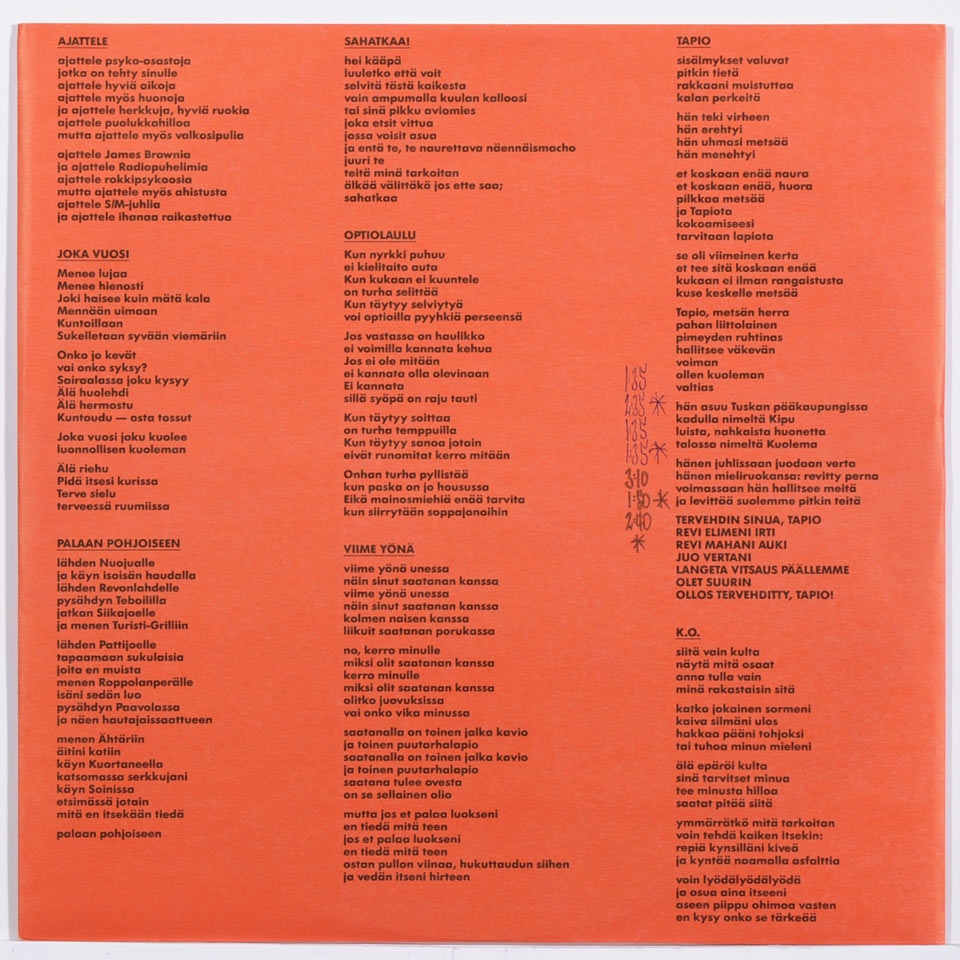 AJATTELE
ajattele psyko-osastoja
jotka on tehty sinulle
ajattele hyviä aikoja
ajattele myös huonoja
ja ajattele herkkuja, hyviä ruokia
ajattele puolukkahilloa
mutta ajattele myös valkosipulia
ajattele James Brownia
ja ajattele Radiopuhelimia
ajattele rokkipsykoosia
mutta ajattele myös ahistusta
ajattele S/M-juhlia
ja ajattele ihanaa raikastettua
JOKA VUOSI
Menee lujaa
Menee hienosti
Joki haisee kuin mätä kala
Mennään uimaan
Kuntoillaan
Sukelletaan syvään viemäriin
Onko jo kevät
vai onko syksy?
Sairaalassa joku kysyy
Älä huolehdi
Älä hermostu
Kuntoudu — osta tossut
Joka vuosi joku kuolee
luonnollisen kuoleman
Älä riehu
Pidä itsesi kurissa
Terve sielu
terveessä ruumiissa
PALAAN POHJOISEEN
lähden Nuojualle
ja käyn isoisän haudalla
lähden Revonlahdelle
pysähdyn Teboililla
jatkan Siikajoelle
ja menen Turisti-Grilliin
lähden Pattijoelle
tapaamaan sukulaisia
joita en muista
menen Roppolanperälle
isäni sedän luo
pysähdyn Paavolassa
ja näen hautajaissaattueen
menen Ähtäriin
äitini kotiin
käyn Kuortaneella
katsomassa serkkujani
käyn Soinissa
etsimässä jotain
mitä en itsekään tiedä
palaan pohjoiseen
SAHATKAA!
hei kääpä
luuletko että voit
selvitä tästä kaikesta
vain ampumalla kuulan kalloosi
tai sinä pikku aviomies
joka etsit vittua
jossa voisit asua
ja entä te, te naurettava näennäismacho
juuri te
teitä minä tarkoitan
älkää välittäkö jos ette saa;
sahatkaa
OPTIOLAULU
Kun nyrkki puhuu
ei kielitaito auta
Kun kukaan ei kuuntele
on turha selittää
Kun täytyy selviytyä
voi optioilla pyyhkiä perseensä
Jos vastassa on haulikko
ei voimilla kannata kehua
Jos ei ole mitään
ei kannata olla olevinaan
Ei kannata
sillä syöpä on raju tauti
Kun täytyy soittaa
on turha temppuilla
Kun täytyy sanoa jotain
eivät runomitat kerro mitään
Onhan turha pyllistää
kun paska on jo housussa
Eikä mainosmiehiä enää tarvita
kun siirrytään soppajonoihin
VIIME YÖNÄ
viime yönä unessa
näin sinut saatanan kanssa
viime yönä unessa
näin sinut saatanan kanssa
kolmen naisen kanssa
liikuit saatanan porukassa
no, kerro minulle
miksi olit saatanan kanssa
kerro minulle
miksi olit saatanan kanssa
olitko juovuksissa
vai onko vika minussa
saatanalla on toinen jalka kavio
ja toinen puutarhalapio
saatanalla on toinen jalka kavio
ja toinen puutarhalapio
saatana tulee ovesta
on se sellainen olio
mutta jos et palaa luokseni
en tiedä mitä teen
jos et palaa luokseni
en tiedä mitä teen
ostan pullon viinaa, hukuttaudun siihen
ja vedän itseni hirteen
1:35
1:35
3:10
1:50 *
2:40
*
TAPIO
sisälmykset valuvat
pitkin tietä
rakkaani muistuttaa
kalan perkeitä
hän teki virheen
hän erehtyi
hän uhmasi metsää
hän menehtyi
et koskaan enää naura
et koskaan enää, huora
pilkkaa metsää
ja Tapiota
kokoamiseesi
tarvitaan lapiota
se oli viimeinen kerta
et tee sitä koskaan enää
kukaan ei ilman rangaistusta
kuse keskelle metsää
Tapio, metsän herra
pahan liittolainen
pimeyden ruhtinas
hallitsee väkevän
voiman
ollen kuoleman
valtias
hän asuu Tuskan pääkaupungissa
kadulla nimeltä Kipu
luista, nahkaista huonetta
talossa nimeltä Kuolema
hänen juhlissaan juodaan verta
hänen mieliruokansa: revitty perna
voimassaan hän hallitsee meitä
ja levittää suolemme pitkin teitä
TERVEHDIN SINUA, TAPIO
REVI ELIMENI IRTI
REVI MAHANI AUKI
JUO VERTANI
LANGETA VITSAUS PÄÄLLEMME
OLET SUURIN
OLLOS TERVEHDITTY, TAPIO!
K.O.
siitä vain kulta
näytä mitä osaat
anna tulla vain
minä rakastaisin sitä
katko jokainen sormeni
kaiva silmäni ulos
hakkaa pääni tohjoksi
tai tuhoa minun mieleni
älä epäröi kulta
sinä tarvitset minua
tee minusta hilloa
saatat pitää siitä
ymmärrätkö mitä tarkoitan
voin tehdä kaiken itsekin:
repiä kynsilläni kiveä
ja kyntää naamalla asfalttia
voin lyödälyödälyödä
ja osua aina itseeni
aseen piippu ohimoa vasten
en kysy onko se tärkeää